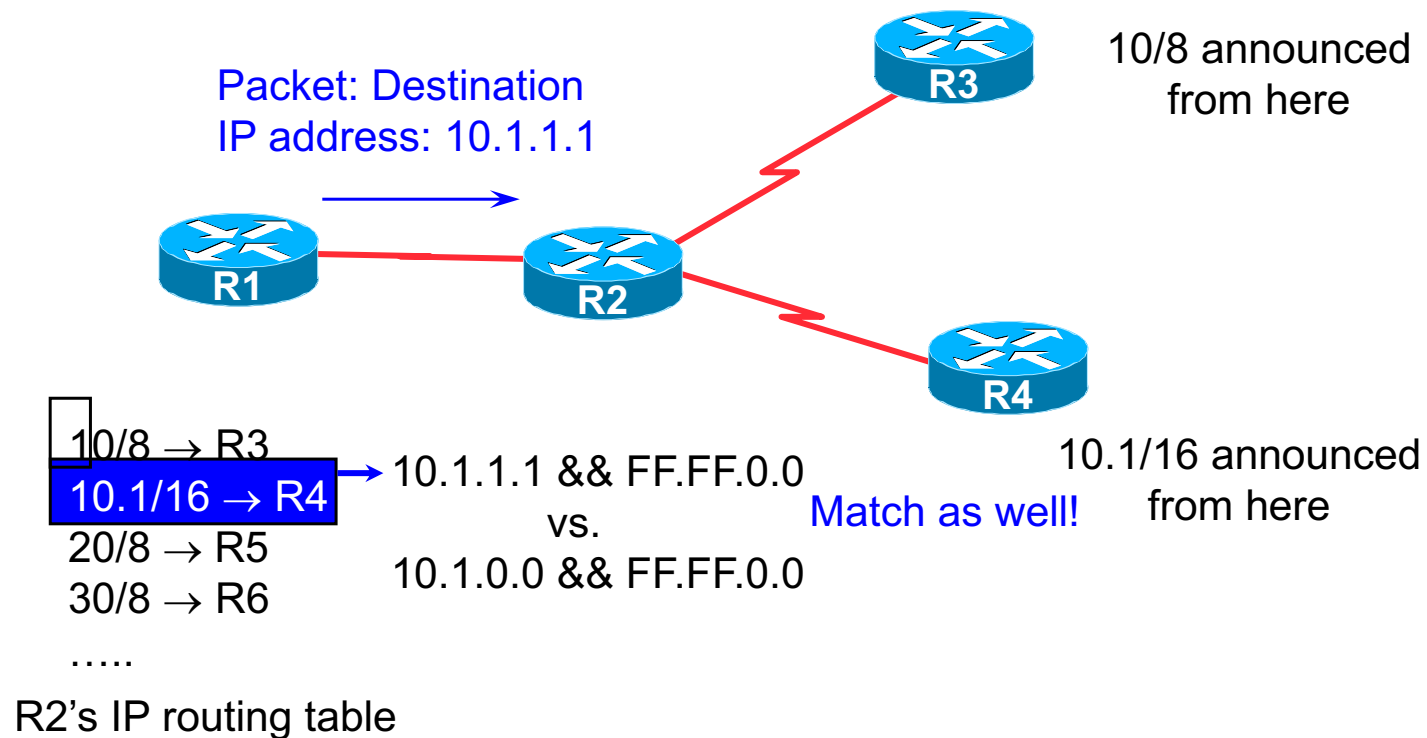 10/8 announced
from here
Packet: Destination
IP address: 10.1.1.1
R3
R1
R2
R4
10.1/16 announced
from here
10/8 → R3
10.1/16 → R4
20/8 → R5
30/8 → R6
…..
10.1.1.1 && FF.FF.0.0
vs.
10.1.0.0 && FF.FF.0.0
Match as well!
R2’s IP routing table